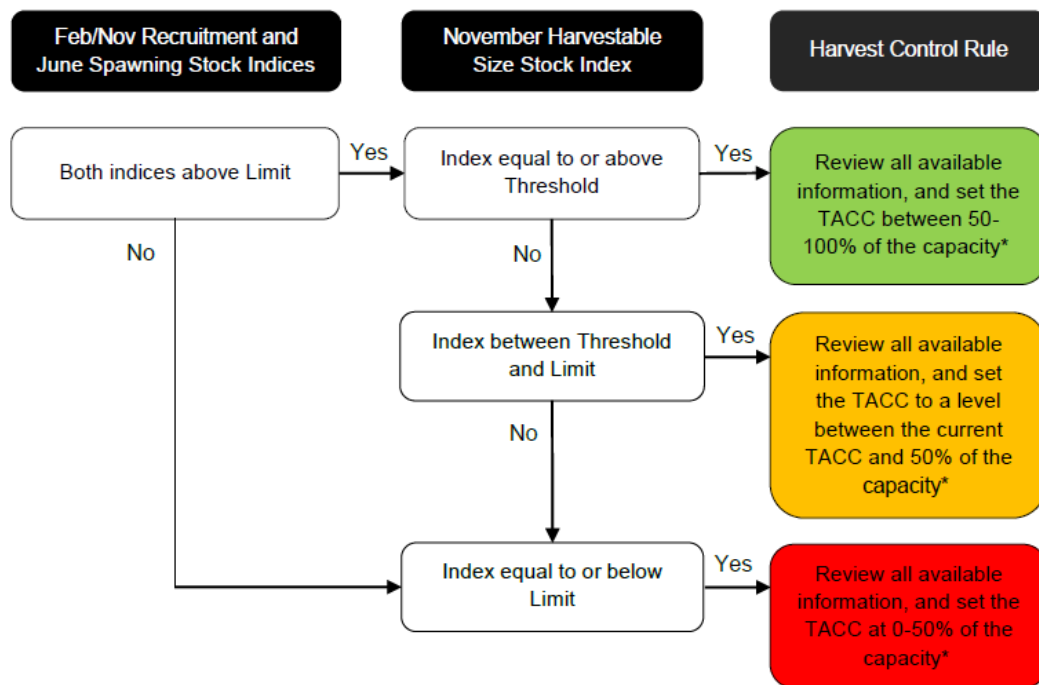 Feb/Nov Recruitment and
June Spawning Stock Indices
November Harvestable
Size Stock Index
Harvest Control Rule
Both indices above Limit
Yes
Index equal to or above
Threshold
Yes
Review all available
information, and set the
TACC between 50-
100% of the capacity*
No
No
Index between Threshold
and Limit
Yes
Review all available
information, and set
the TACC to a level
between the current
TACC and 50% of the
capacity*
No
Index equal to or below
Limit
Yes
Review all available
information, and set the
TACC at 0-50% of the
capacity*